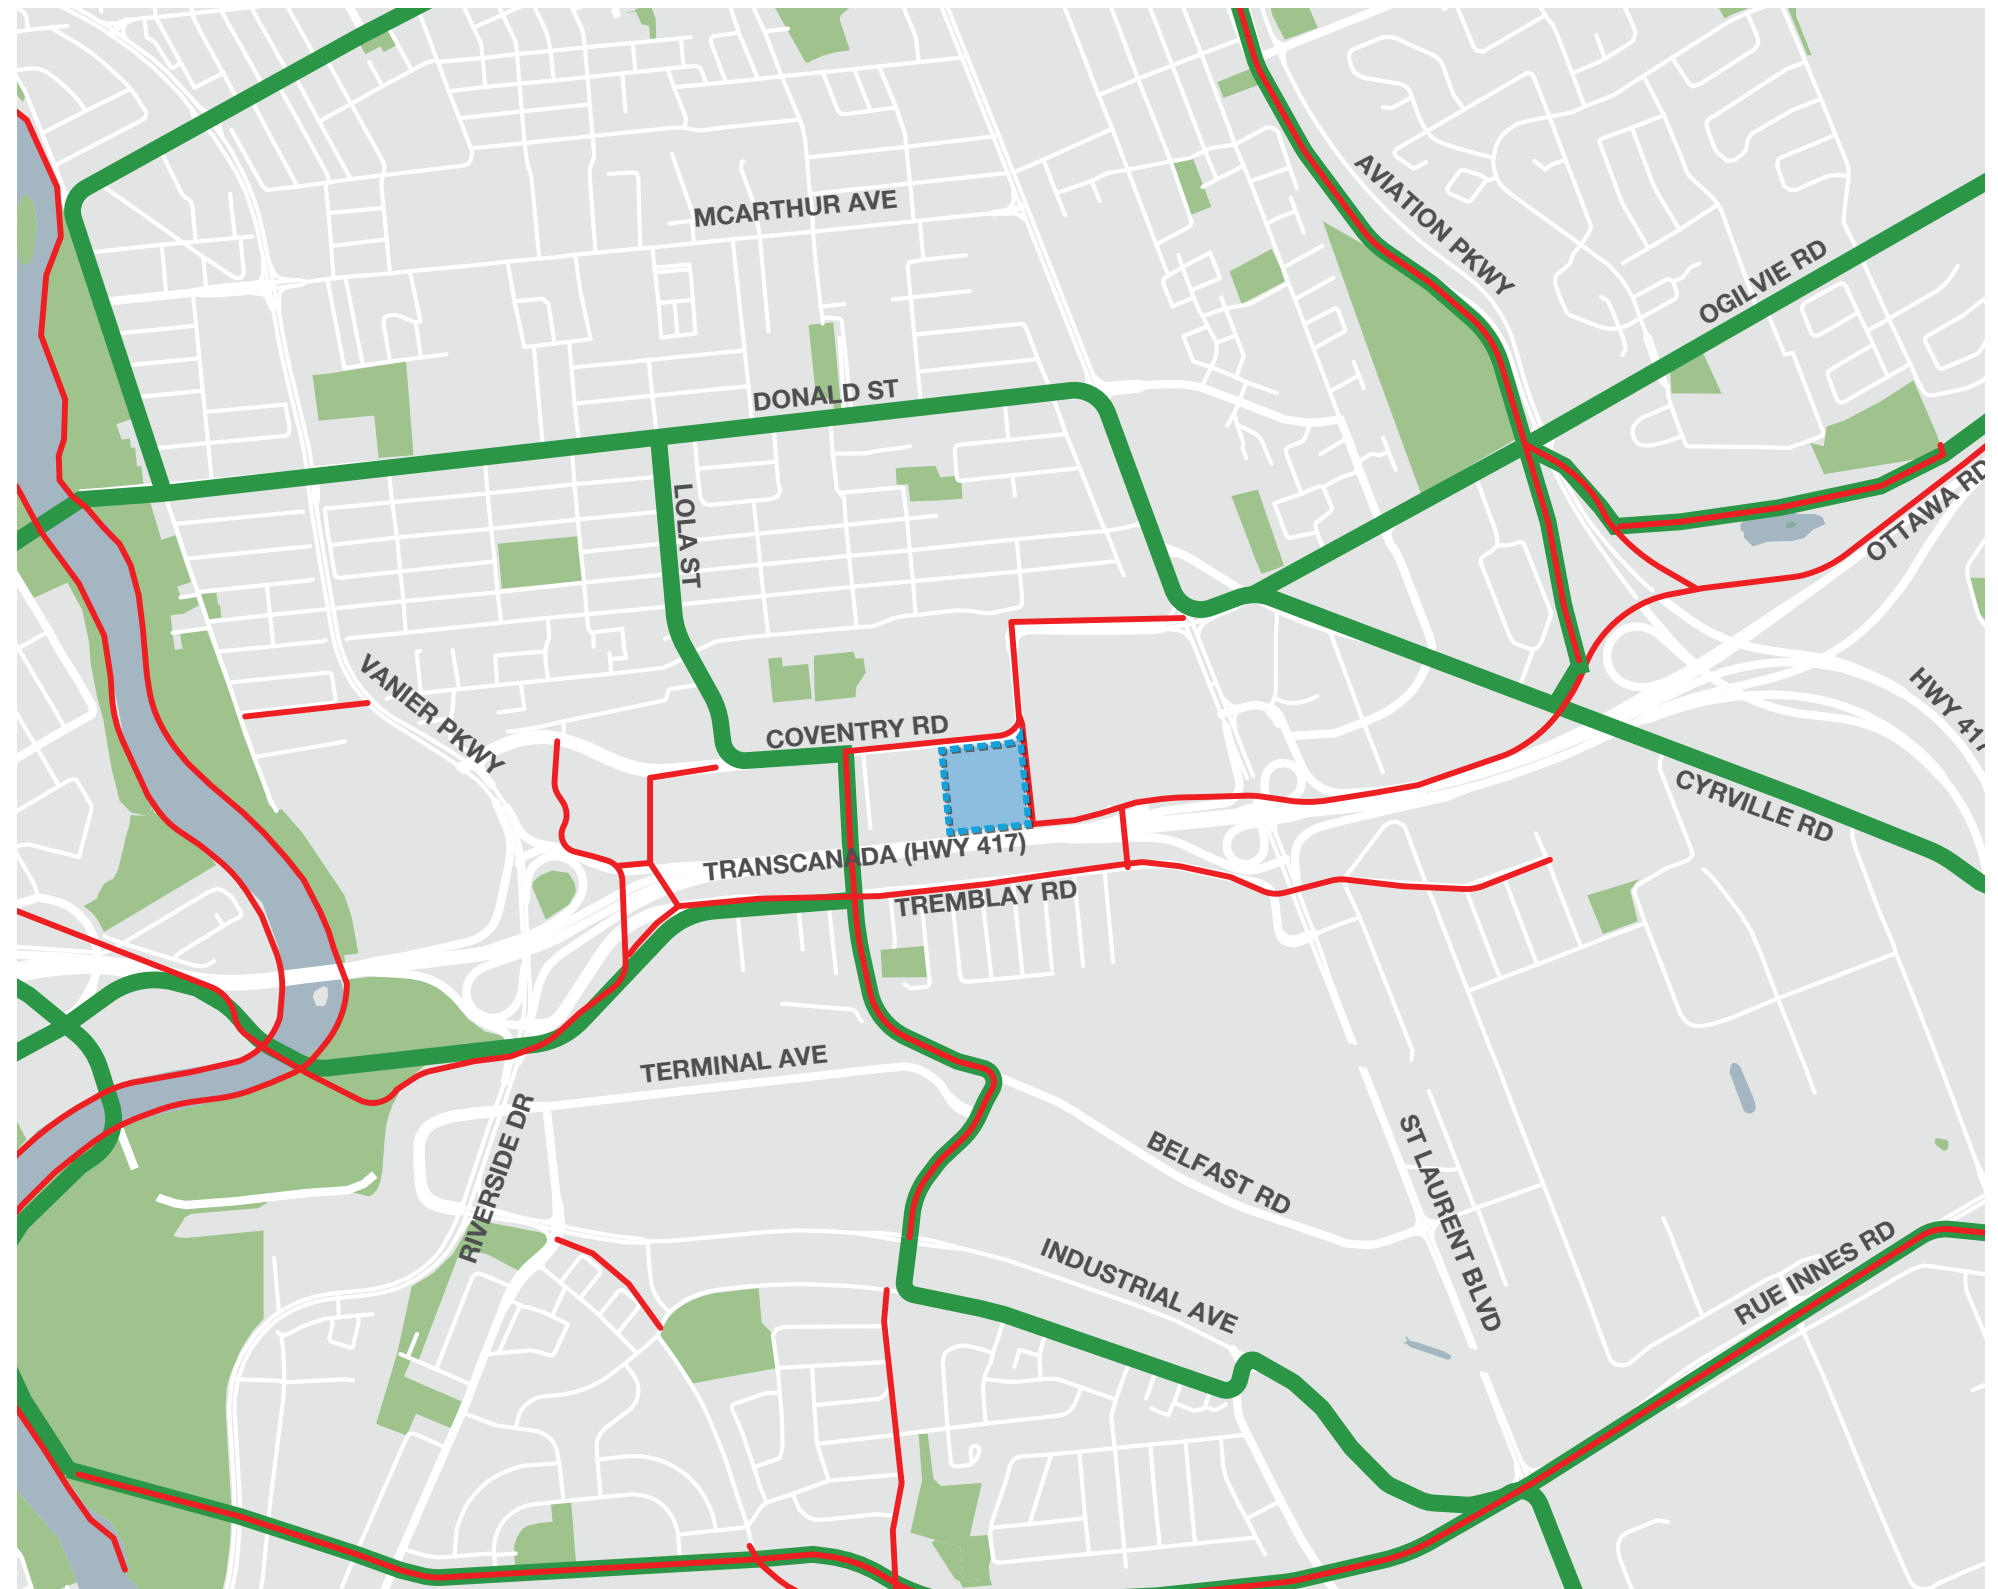 MCARTHUR AVE
AVIATION PKWY
OGILVIE RD
DONALD ST
LOLA ST
OTTAWA RD
VANIER PKWY
COVENTRY RD
HWY 417
CYRVILLE RD
TRANSCANADA (HWY 417)
TREMBLAY RD
TERMINAL AVE
RIVERSIDE DR
BELFAST RD
ST LAURENT BLVD
INDUSTRIAL AVE
RUE INNES RD